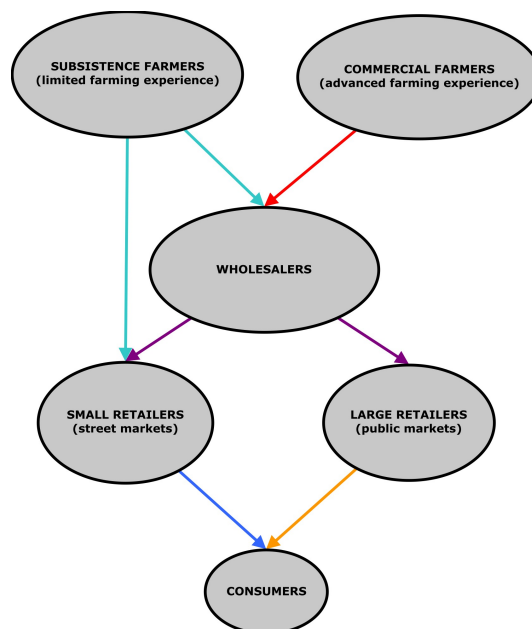 SUBSISTENCE FARMERS
(limited farming experience)
COMMERCIAL FARMERS
(advanced farming experience)
WHOLESALERS
SMALL RETAILERS
(street markets)
LARGE RETAILERS
(public markets)
CONSUMERS